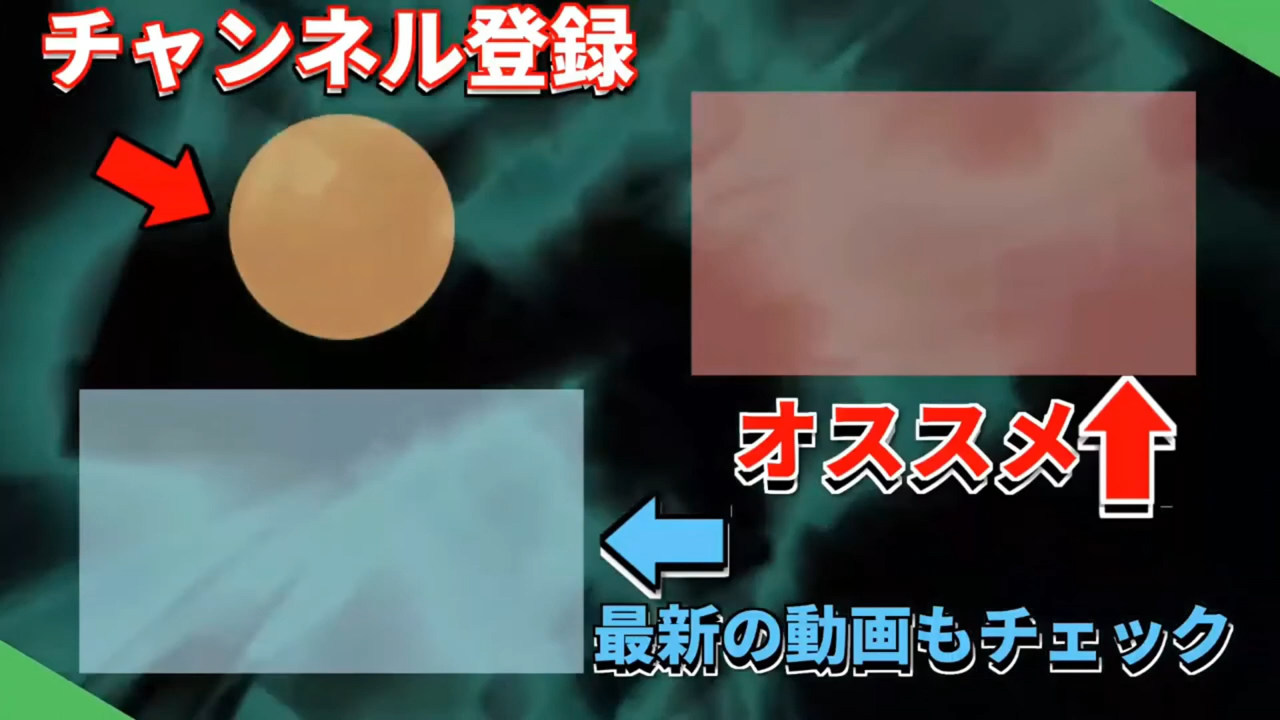 チャンネル登録
オススメ
最新の動画もチェック